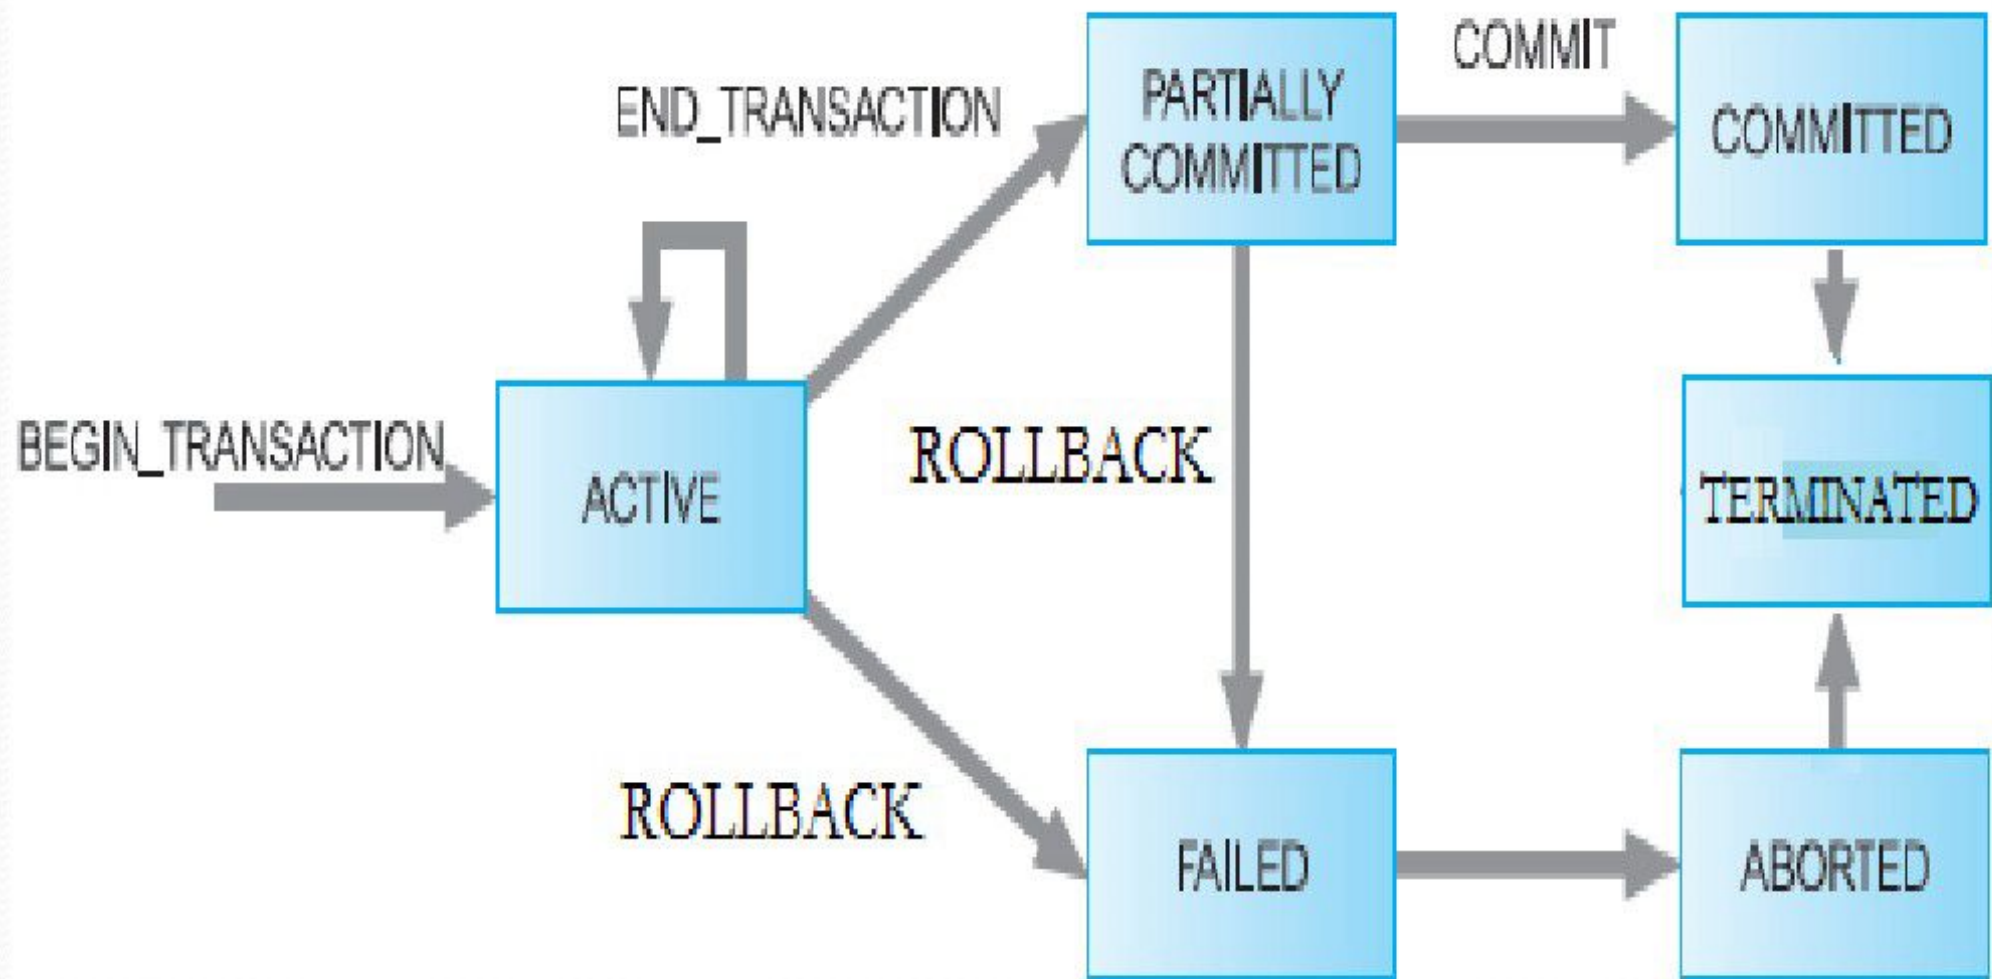 COMMIT
END_TRANSACTION
PARTIALLY
COMMITTED
COMMITTED
BEGIN_TRANSACTION
ACTIVE
ROLLBACK
TERMINATED
ROLLBACK
FAILED
ABORTED